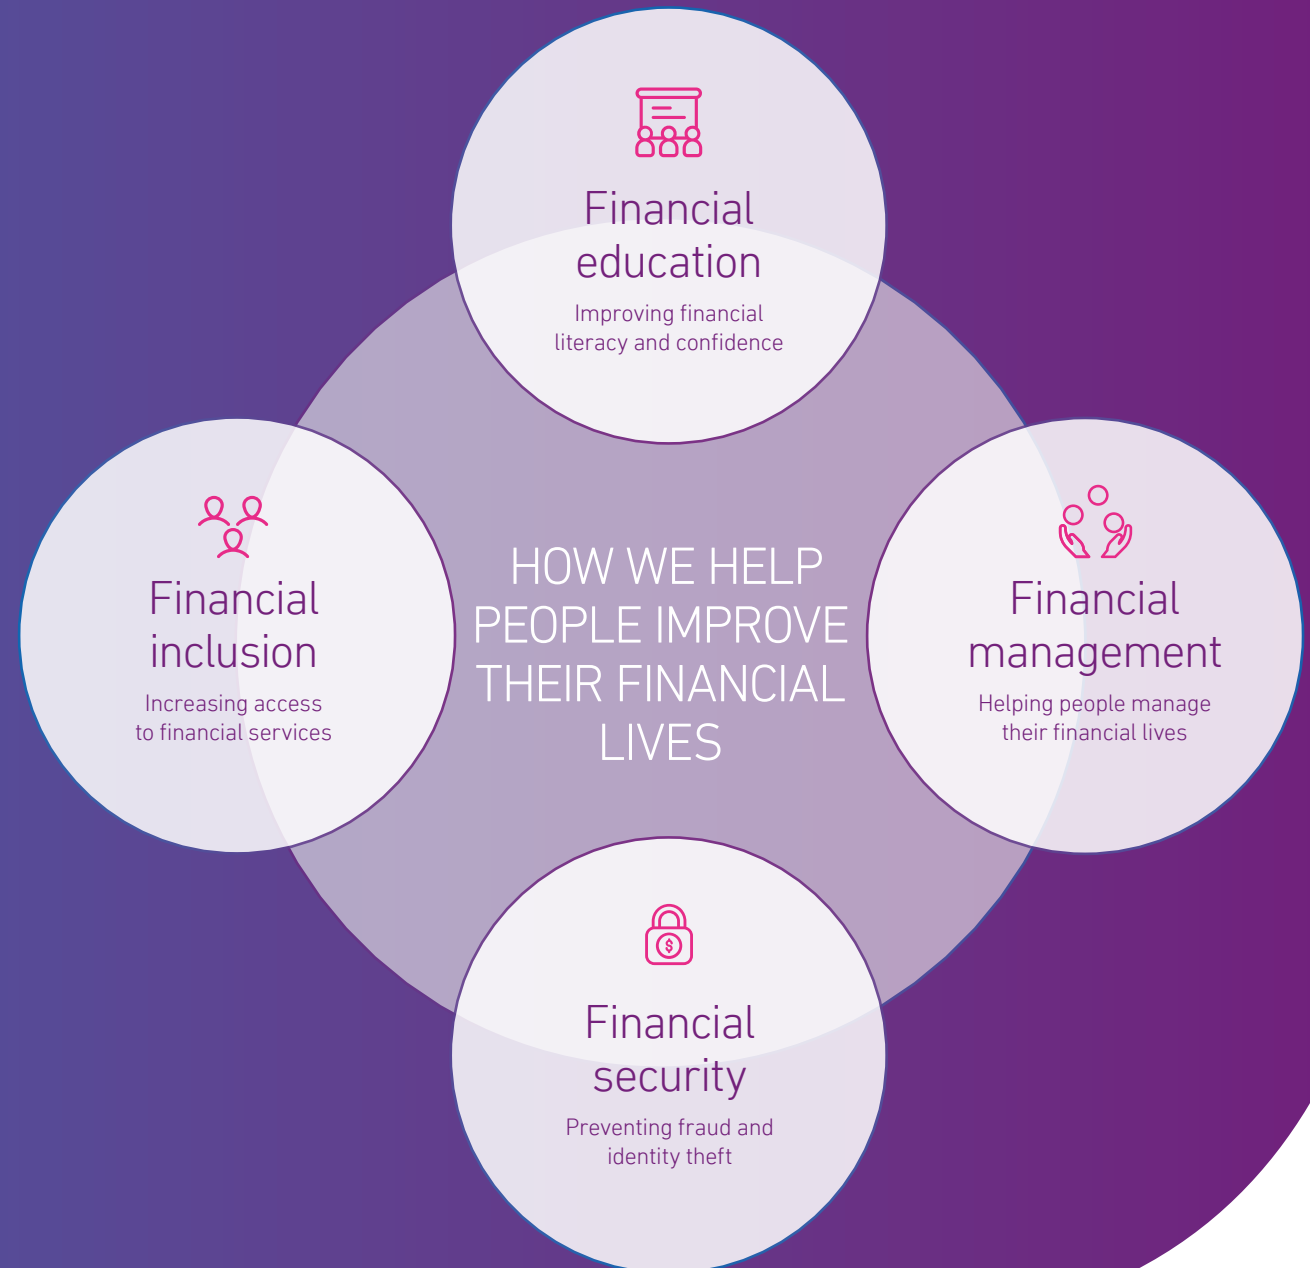 Financial
education
Improving financial
literacy and confidence
Financial
inclusion
Increasing access
to financial services
HOW WE HELP
PEOPLE IMPROVE
THEIR FINANCIAL
LIVES
Financial
management
Helping people manage
their financial lives
$
Financial
security
Preventing fraud and
identity theft